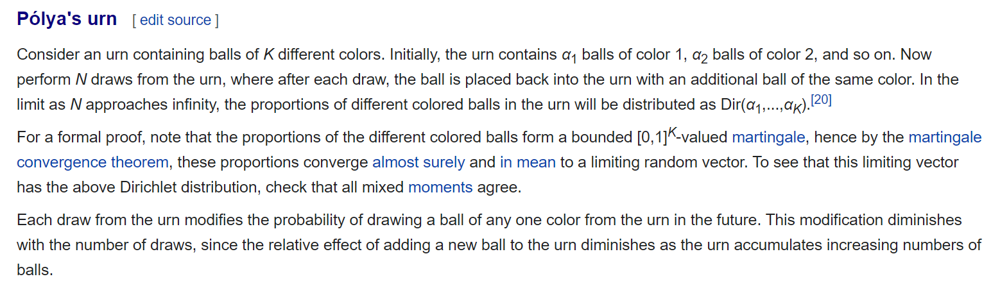 Pólya's urn [ edit source ]
Consider an urn containing balls of K different colors. Initially, the urn contains α1 balls of color 1, α2 balls of color 2, and so on. Now
perform N draws from the urn, where after each draw, the ball is placed back into the urn with an additional ball of the same color. In the
limit as N approaches infinity, the proportions of different colored balls in the urn will be distributed as Dir(α1,...,αK).[20]
For a formal proof, note that the proportions of the different colored balls form a bounded [0,1]K-valued martingale, hence by the martingale
convergence theorem, these proportions converge almost surely and in mean to a limiting random vector. To see that this limiting vector
has the above Dirichlet distribution, check that all mixed moments agree.
Each draw from the urn modifies the probability of drawing a ball of any one color from the urn in the future. This modification diminishes
with the number of draws, since the relative effect of adding a new ball to the urn diminishes as the urn accumulates increasing numbers of
balls.